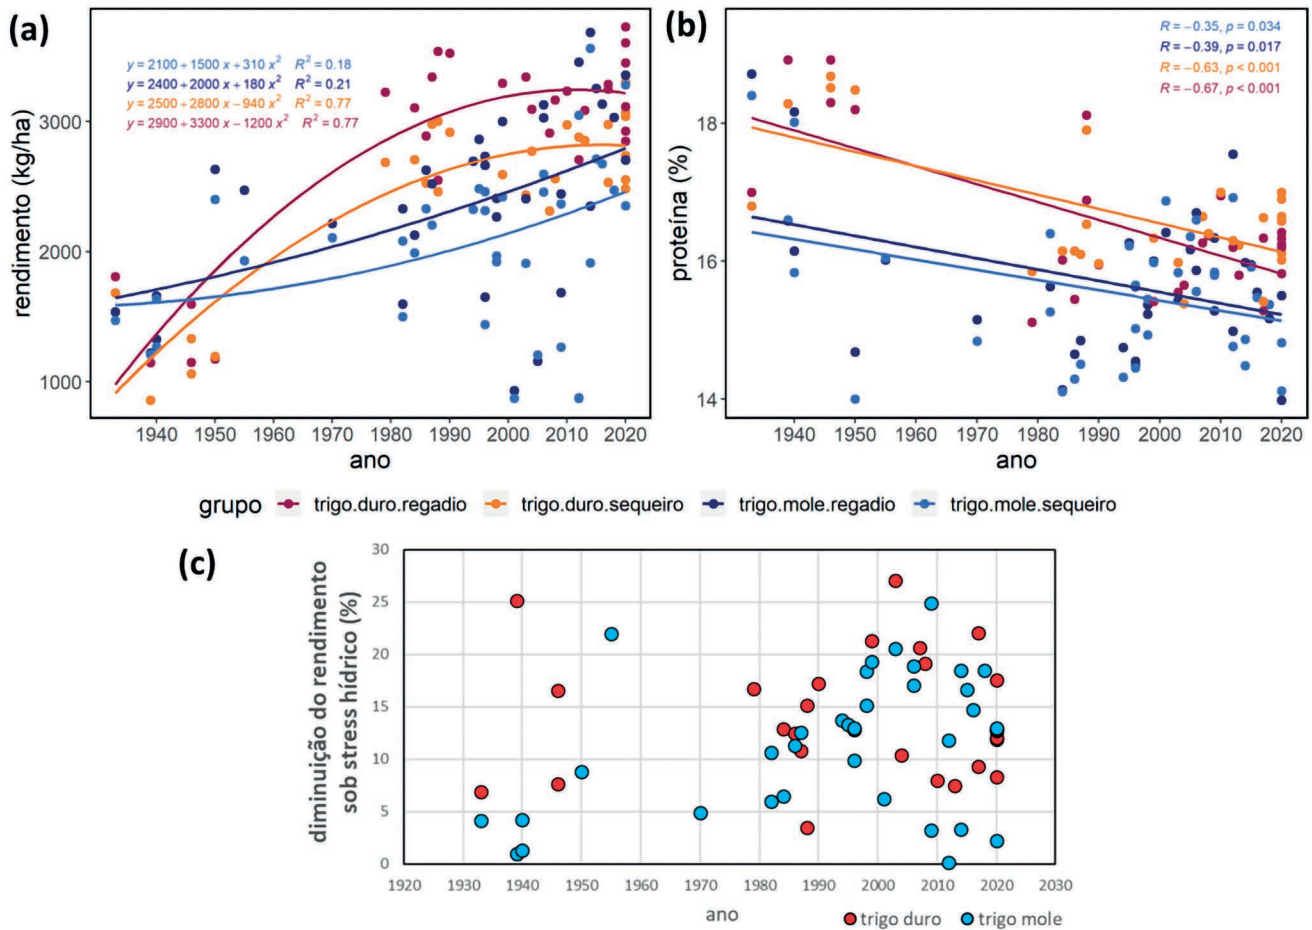 (a)
y = 2100 + 1500 x + 310 x² R² = 0.18
y = 2400 + 2000 x + 180 x² R² = 0.21
y = 2500 + 2800 x − 940 x² R² = 0.77
y = 2900 + 3300 x − 1200 x² R² = 0.77
rendimento (kg/ha)
3000
2000
1000
1940 1950 1960 1970 1980 1990 2000 2010 2020
ano
(b)
R = −0.35, p = 0.034
R = −0.39, p = 0.017
R = −0.63, p < 0.001
R = −0.67, p < 0.001
proteína (%)
18
16
14
1940 1950 1960 1970 1980 1990 2000 2010 2020
ano
grupo trigo.duro.regadio trigo.duro.sequeiro trigo.mole.regadio trigo.mole.sequeiro
(c)
diminuição do rendimento
sob stress hídrico (%)
30
25
20
15
10
5
0
1920 1930 1940 1950 1960 1970 1980 1990 2000 2010 2020 2030
ano
trigo duro trigo mole